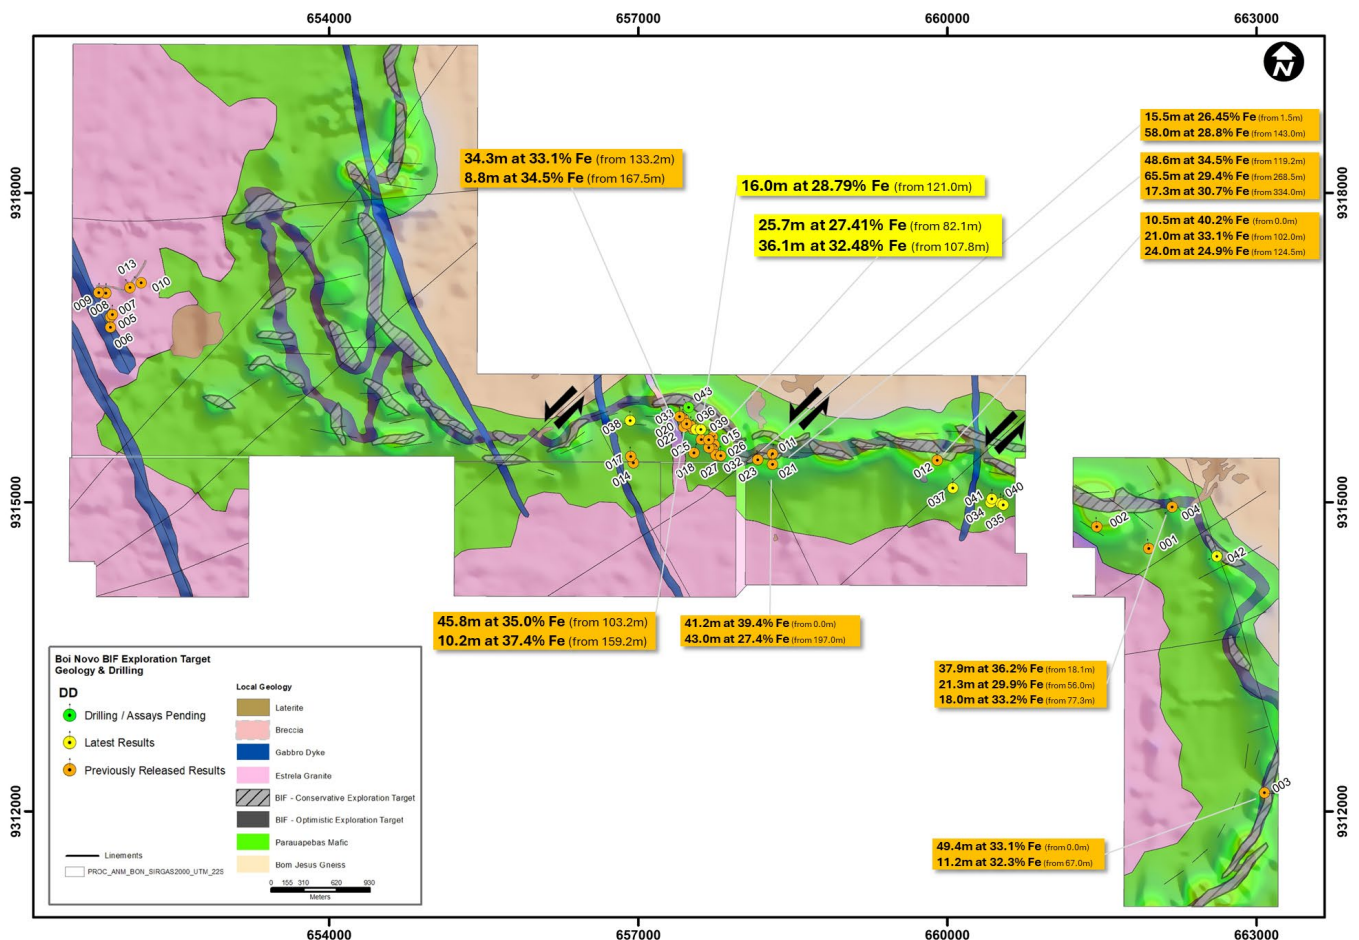 654000
657000
660000
663000
N
15.5m at 26.45% Fe (from 1.5m)
58.0m at 28.8% Fe (from 143.0m)
34.3m at 33.1% Fe (from 133.2m)
8.8m at 34.5% Fe (from 167.5m)
48.6m at 34.5% Fe (from 119.2m)
65.5m at 29.4% Fe (from 268.5m)
17.3m at 30.7% Fe (from 334.0m)
16.0m at 28.79% Fe (from 121.0m)
9318000
9318000
25.7m at 27.41% Fe (from 82.1m)
36.1m at 32.48% Fe (from 107.8m)
10.5m at 40.2% Fe (from 0.0m)
21.0m at 33.1% Fe (from 102.0m)
24.0m at 24.9% Fe (from 124.5m)
013
010
009
008
007
005
006
043
033
036
020
039
038
022
015
025
026
011
017
018
027
032
023
021
014
012
037
041
040
034
035
9315000
9315000
002
004
001
042
45.8m at 35.0% Fe (from 103.2m)
10.2m at 37.4% Fe (from 159.2m)
41.2m at 39.4% Fe (from 0.0m)
43.0m at 27.4% Fe (from 197.0m)
37.9m at 36.2% Fe (from 18.1m)
21.3m at 29.9% Fe (from 56.0m)
18.0m at 33.2% Fe (from 77.3m)
003
9312000
9312000
49.4m at 33.1% Fe (from 0.0m)
11.2m at 32.3% Fe (from 67.0m)
Boi Novo BIF Exploration Target
Geology & Drilling
DD
Drilling / Assays Pending
Latest Results
Previously Released Results
Linements
PROC_ANM_BON_SIRGAS2000_UTM_22S
Local Geology
Laterite
Breccia
Gabbro Dyke
Estrela Granite
BIF - Conservative Exploration Target
BIF - Optimistic Exploration Target
Parauapebas Mafic
Bom Jesus Gneiss
0 155 310 620 930
Meters
654000
657000
660000
663000